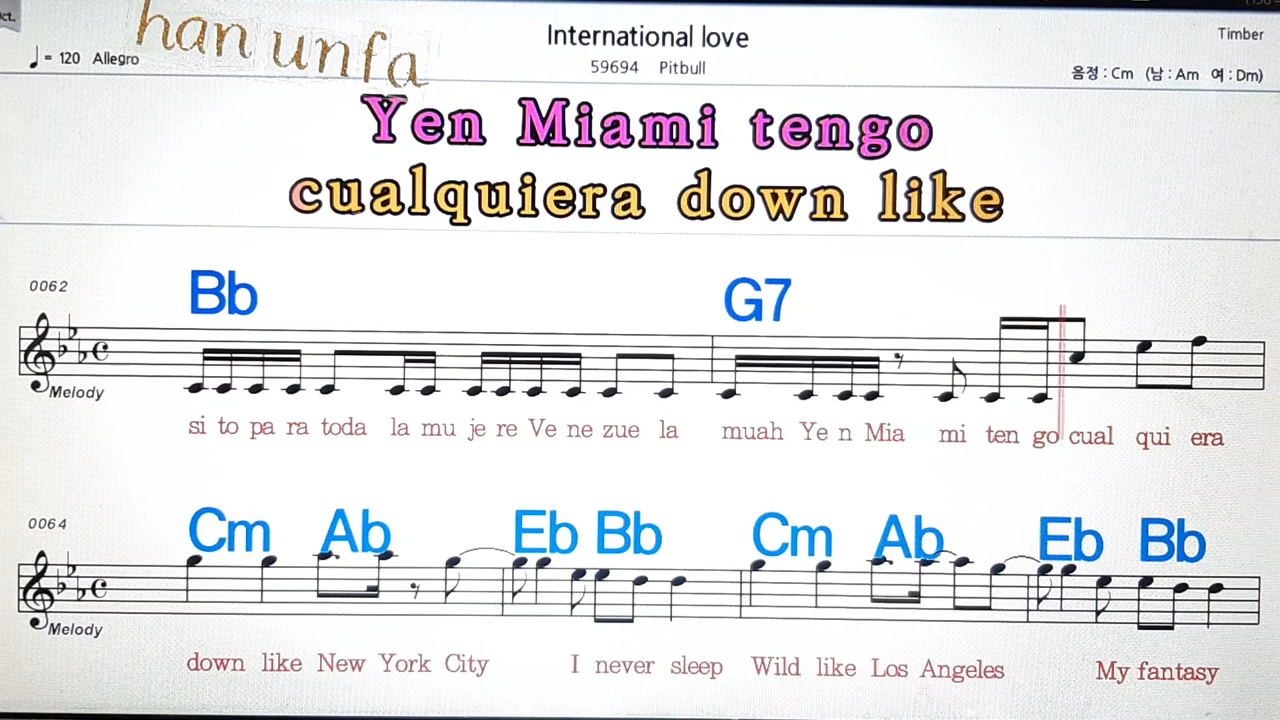 ct.
han unfa
International love
Timber
= 120 Allegro
59694 Pitbull
음정 : Cm (남 : Am 여 : Dm)
Yen Miami tengo
cualquiera down like
0062
Bb G7
Melody
si to pa ra toda la mu je re Ve ne zue la muah Ye n Mia mi ten go cual qui era
0064
Cm Ab Eb Bb Cm Ab Eb Bb
Melody
down like New York City I never sleep Wild like Los Angeles My fantasy